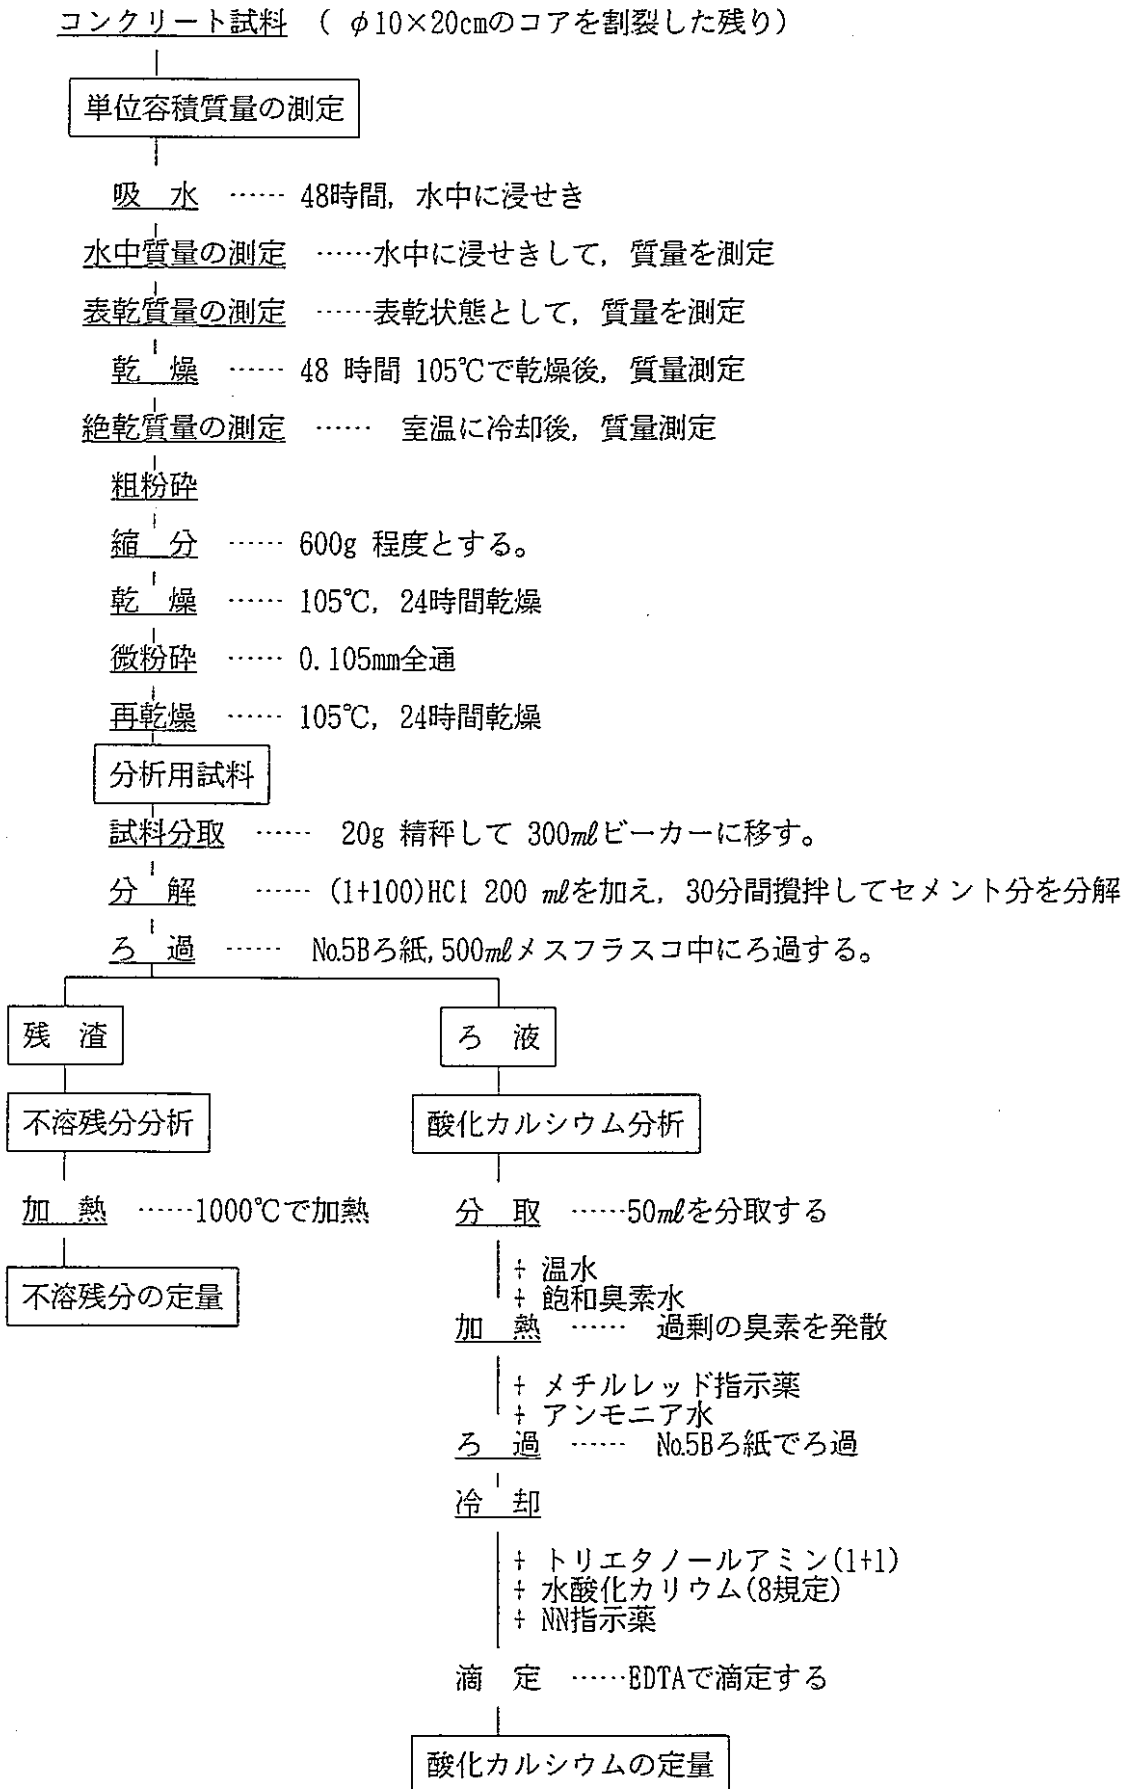 コンクリート試料 ( φ10×20cmのコアを割裂した残り)
単位容積質量の測定
吸 水 …… 48時間, 水中に浸せき
水中質量の測定 ……水中に浸せきして, 質量を測定
表乾質量の測定 ……表乾状態として, 質量を測定
乾 燥 …… 48 時間 105℃で乾燥後, 質量測定
絶乾質量の測定 …… 室温に冷却後, 質量測定
粗粉砕
縮 分 …… 600g 程度とする。
乾 燥 …… 105℃, 24時間乾燥
微粉砕 …… 0.105mm全通
再乾燥 …… 105℃, 24時間乾燥
分析用試料
試料分取 …… 20g 精秤して 300mlビーカーに移す。
分 解 …… (1+100)HCl 200 mlを加え, 30分間攪拌してセメント分を分解
ろ 過 …… No.5Bろ紙,500mlメスフラスコ中にろ過する。
残 渣
ろ 液
不溶残分分析
酸化カルシウム分析
加 熱 ……1000℃で加熱
分 取 ……50mlを分取する
+ 温水
+ 飽和臭素水
不溶残分の定量
加 熱 …… 過剰の臭素を発散
+ メチルレッド指示薬
+ アンモニア水
ろ 過 …… No.5Bろ紙でろ過
冷 却
+ トリエタノールアミン(1+1)
+ 水酸化カリウム(8規定)
+ NN指示薬
滴 定 ……EDTAで滴定する
酸化カルシウムの定量